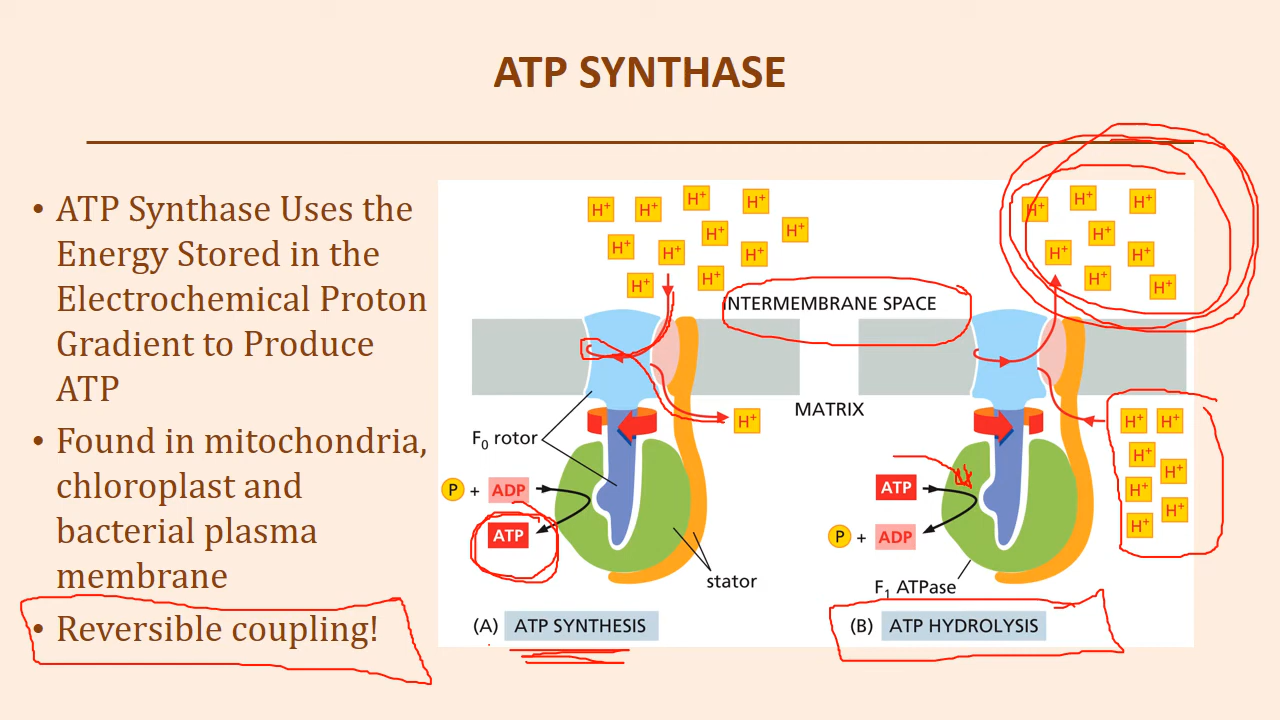 ATP SYNTHASE
• ATP Synthase Uses the
Energy Stored in the
Electrochemical Proton
Gradient to Produce
ATP
• Found in mitochondria,
chloroplast and
bacterial plasma
membrane
• Reversible coupling!
H⁺ H⁺ H⁺ H⁺
H⁺ H⁺ H⁺ H⁺ H⁺
H⁺ H⁺
INTERMEMBRANE SPACE
MATRIX
H⁺
F₀ rotor
P + ADP
ATP
stator
(A) ATP SYNTHESIS
H⁺ H⁺ H⁺
H⁺ H⁺ H⁺
H⁺ H⁺
H⁺ H⁺
H⁺ H⁺
H⁺ H⁺
H⁺
ATP
P + ADP
F₁ ATPase
(B) ATP HYDROLYSIS